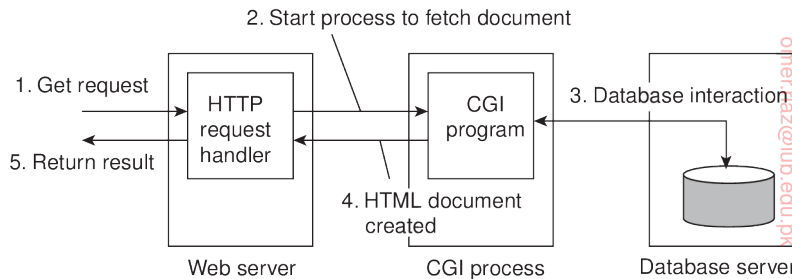 2. Start process to fetch document
1. Get request
HTTP
request
handler
CGI
program
3. Database interaction
5. Return result
4. HTML document
created
Web server
CGI process
Database server